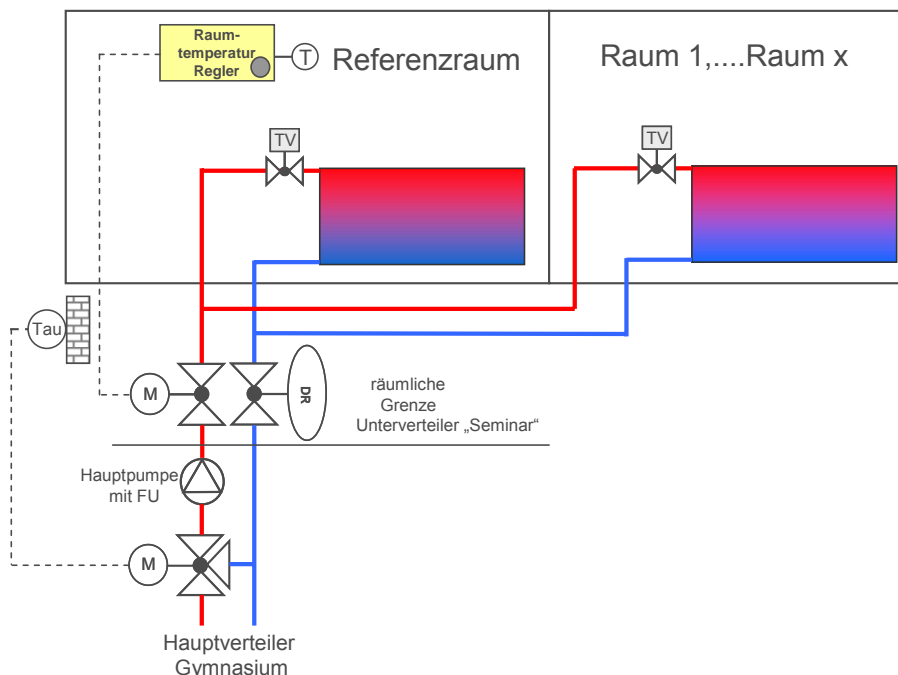 Raum-
temperatur
Regler
T
Referenzraum
Raum 1,....Raum x
TV
TV
Tau
M
DR
räumliche
Grenze
Unterverteiler „Seminar“
Hauptpumpe
mit FU
M
Hauptverteiler
Gymnasium